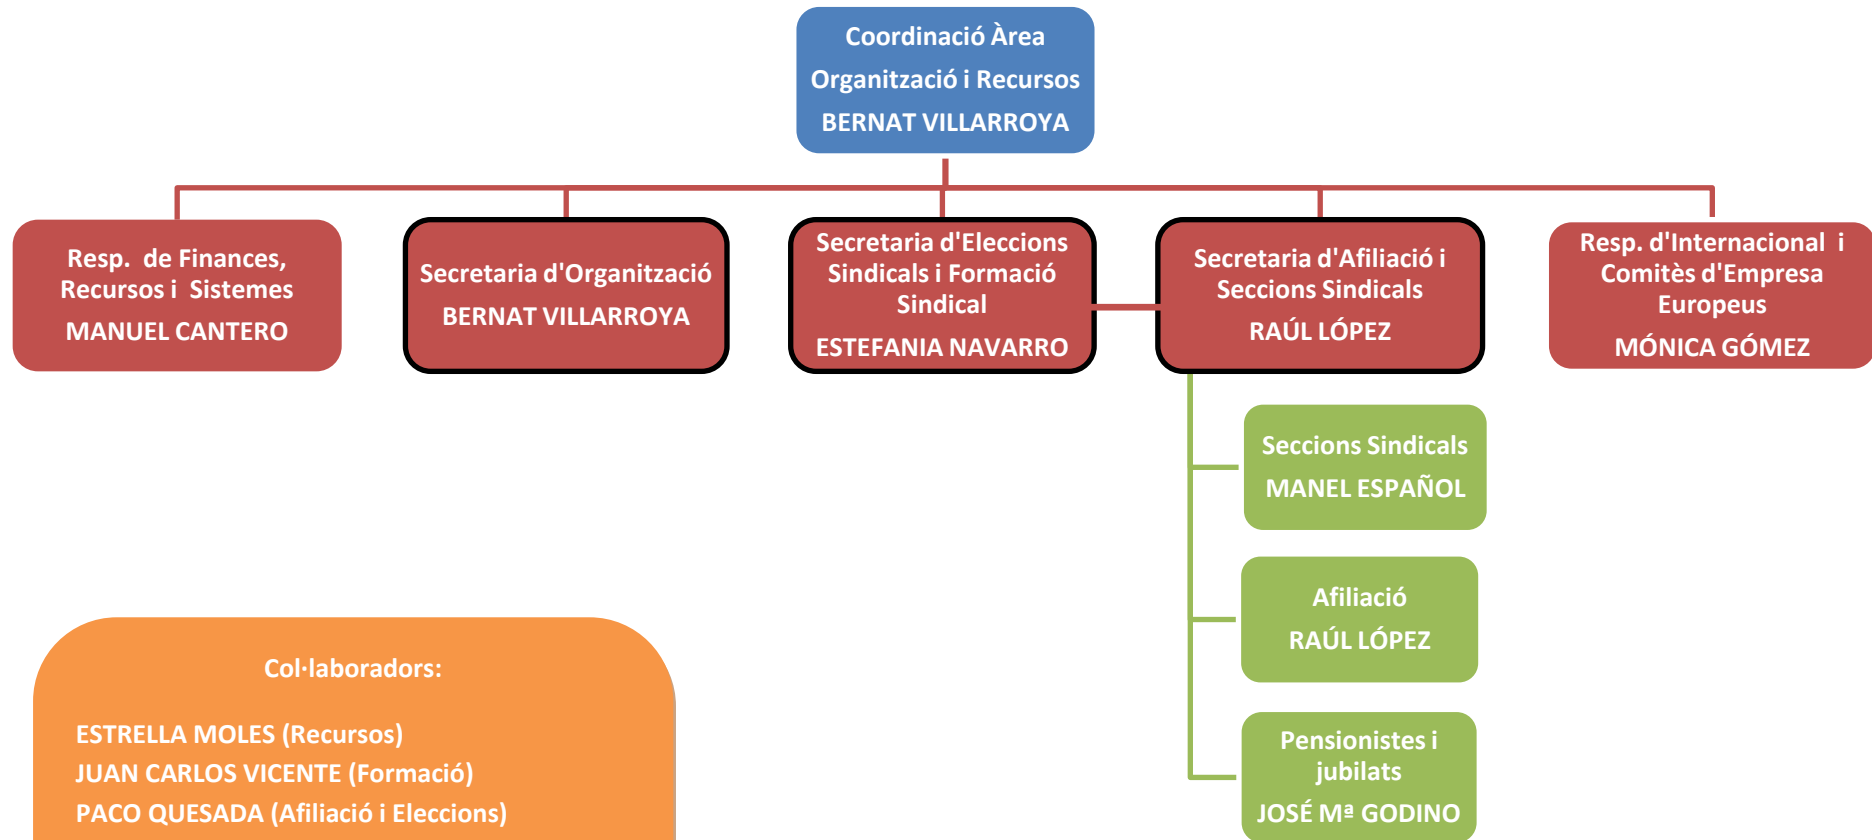 Coordinació Àrea
Organització i Recursos
BERNAT VILLARROYA
Resp. de Finances,
Recursos i Sistemes
MANUEL CANTERO
Secretaria d'Organització
BERNAT VILLARROYA
Secretaria d'Eleccions
Sindicals i Formació
Sindical
ESTEFANIA NAVARRO
Secretaria d'Afiliació i
Seccions Sindicals
RAÚL LÓPEZ
Resp. d'Internacional i
Comitès d'Empresa
Europeus
MÓNICA GÓMEZ
Seccions Sindicals
MANEL ESPAÑOL
Afiliació
RAÚL LÓPEZ
Pensionistes i
jubilats
JOSÉ Mª GODINO
Col·laboradors:
ESTRELLA MOLES (Recursos)
JUAN CARLOS VICENTE (Formació)
PACO QUESADA (Afiliació i Eleccions)